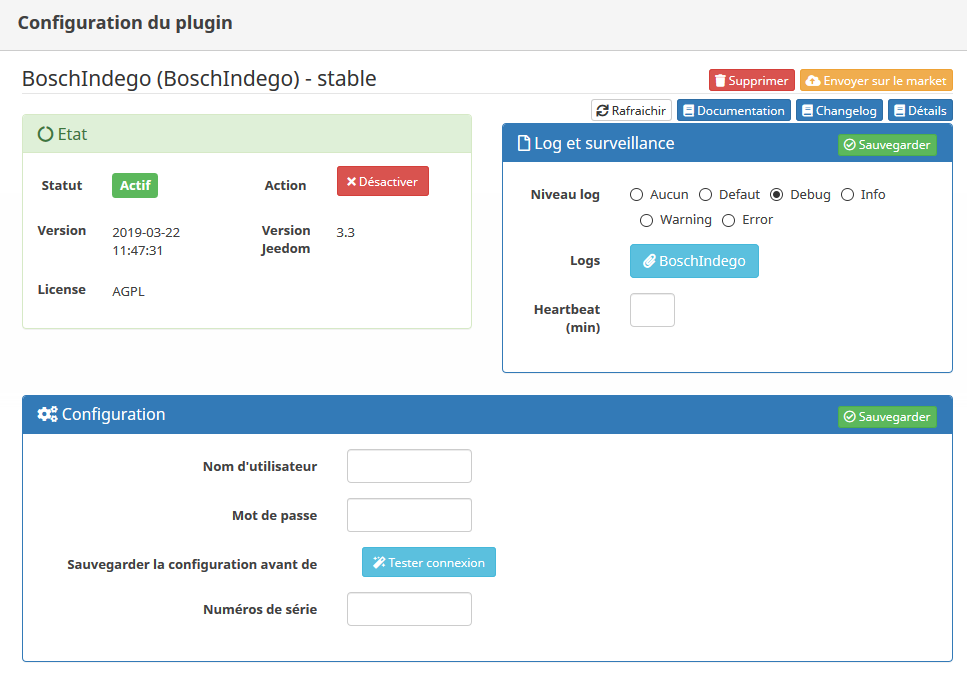 Configuration du plugin
BoschIndego (BoschIndego) - stable
Supprimer
Envoyer sur le market
Rafraichir
Documentation
Changelog
Détails
Etat
Statut
Actif
Action
Désactiver
Version
2019-03-22
11:47:31
Version
Jeedom
3.3
License
AGPL
Log et surveillance
Sauvegarder
Niveau log
Aucun Defaut Debug Info
Warning Error
Logs
BoschIndego
Heartbeat
(min)
Configuration
Sauvegarder
Nom d'utilisateur
Mot de passe
Sauvegarder la configuration avant de
Tester connexion
Numéros de série